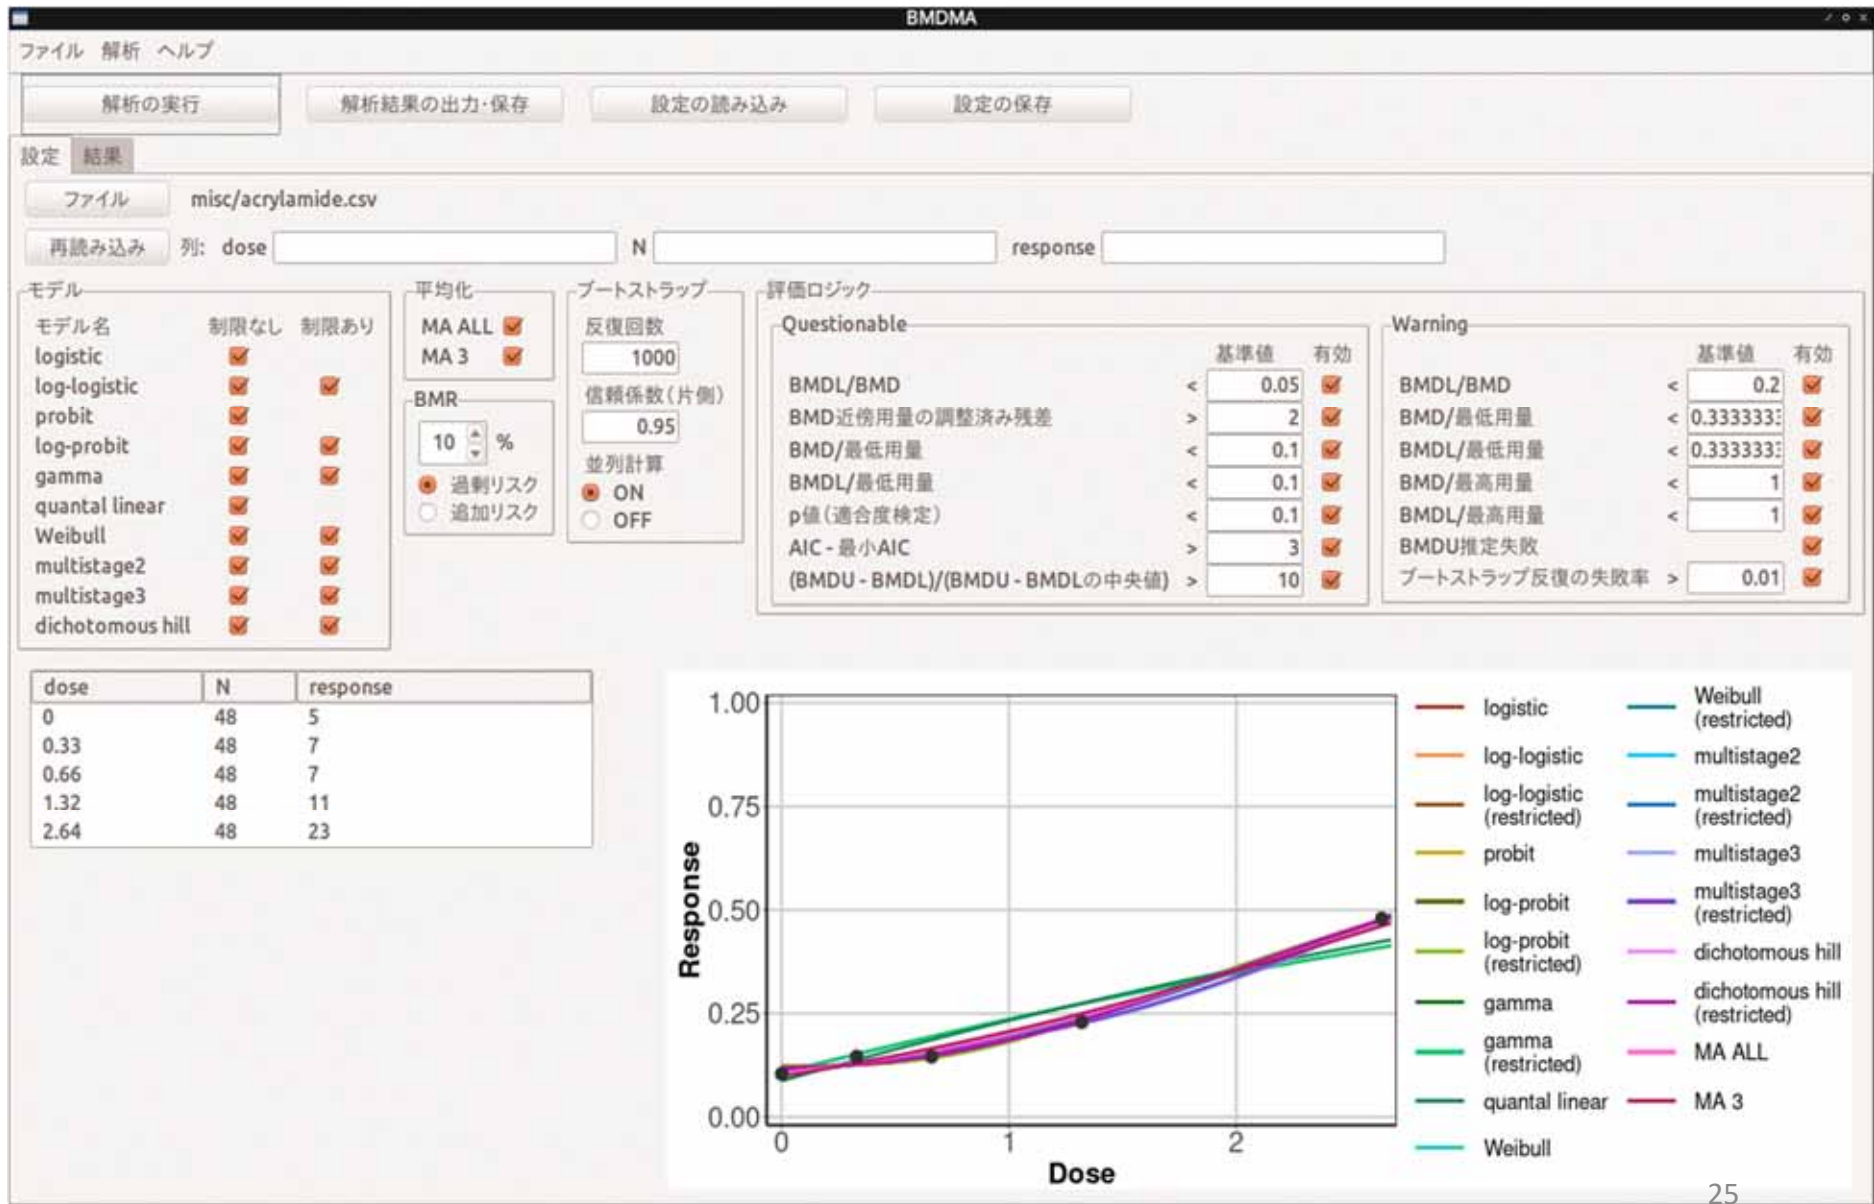 BMDMA
ファイル 解析 ヘルプ
解析の実行 解析結果の出力・保存 設定の読み込み 設定の保存
設定 結果
ファイル misc/acrylamide.csv
再読み込み 列: dose N response
モデル
モデル名 制限なし 制限あり
logistic
log-logistic
probit
log-probit
gamma
quantal linear
Weibull
multistage2
multistage3
dichotomous hill
平均化
MA ALL
MA 3
BMR
10 %
過剰リスク
追加リスク
ブートストラップ
反復回数
1000
信頼係数(片側)
0.95
並列計算
ON
OFF
評価ロジック
Questionable
基準値 有効
BMDL/BMD < 0.05
BMD近傍用量の調整済み残差 > 2
BMD/最低用量 < 0.1
BMDL/最低用量 < 0.1
p値(適合度検定) < 0.1
AIC - 最小AIC > 3
(BMDU - BMDL)/(BMDU - BMDLの中央値) > 10
Warning
基準値 有効
BMDL/BMD < 0.2
BMD/最低用量 < 0.3333333
BMDL/最低用量 < 0.3333333
BMD/最高用量 < 1
BMDL/最高用量 < 1
BMDU推定失敗
ブートストラップ反復の失敗率 > 0.01
dose N response
0 48 5
0.33 48 7
0.66 48 7
1.32 48 11
2.64 48 23
Response
1.00
0.75
0.50
0.25
0.00
0 1 2
Dose
logistic
log-logistic
log-logistic
(restricted)
probit
log-probit
log-probit
(restricted)
gamma
gamma
(restricted)
quantal linear
Weibull
Weibull
(restricted)
multistage2
multistage2
(restricted)
multistage3
multistage3
(restricted)
dichotomous hill
dichotomous hill
(restricted)
MA ALL
MA 3
25